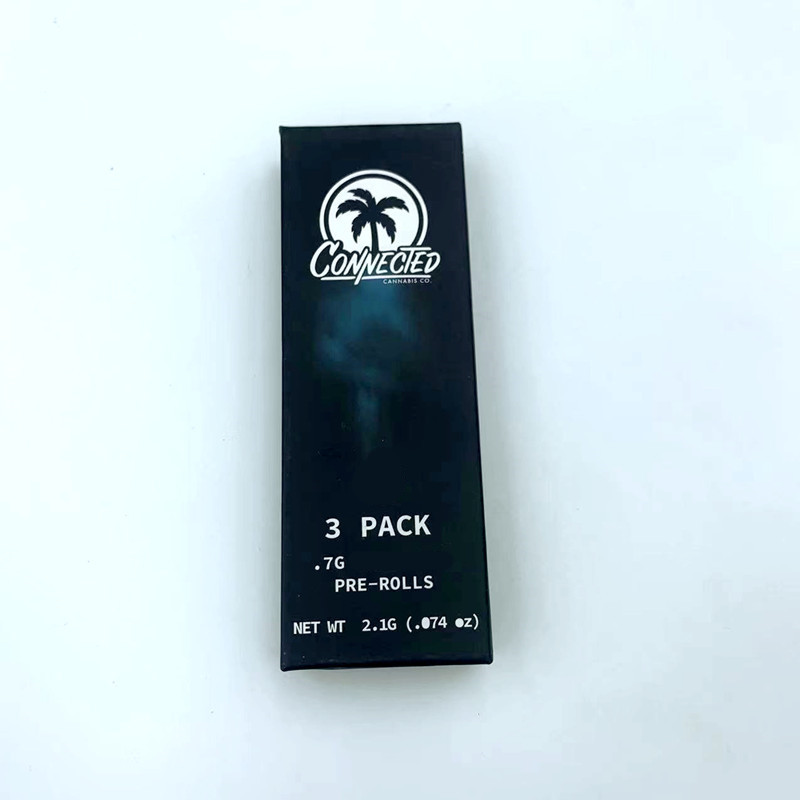 CONNECTED
CANNABIS CO.
3 PACK
.7G
PRE-ROLLS
NET WT 2.1G (.074 oz)